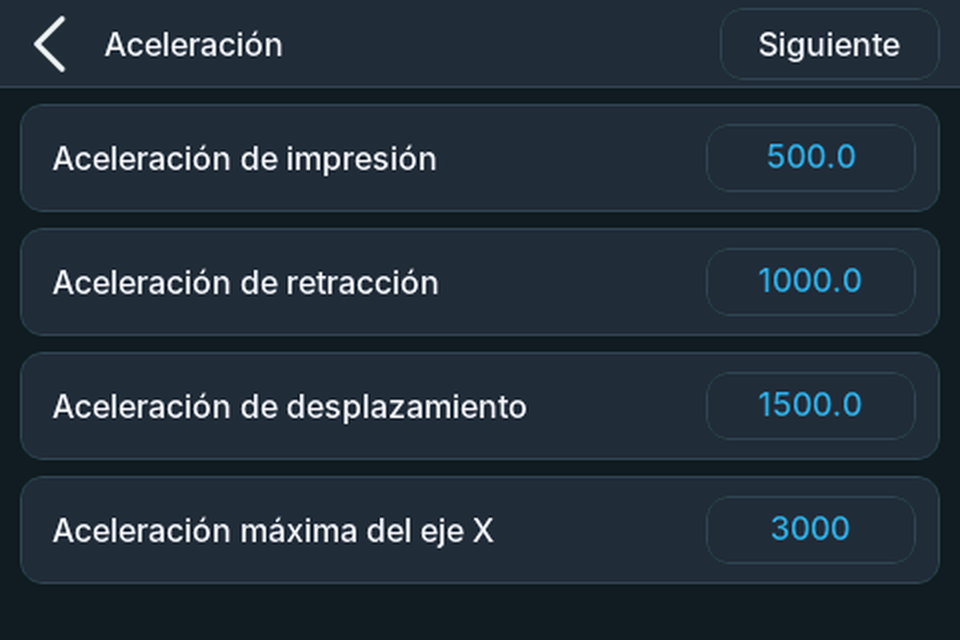 Aceleración
Siguiente
Aceleración de impresión
500.0
Aceleración de retracción
1000.0
Aceleración de desplazamiento
1500.0
Aceleración máxima del eje X
3000